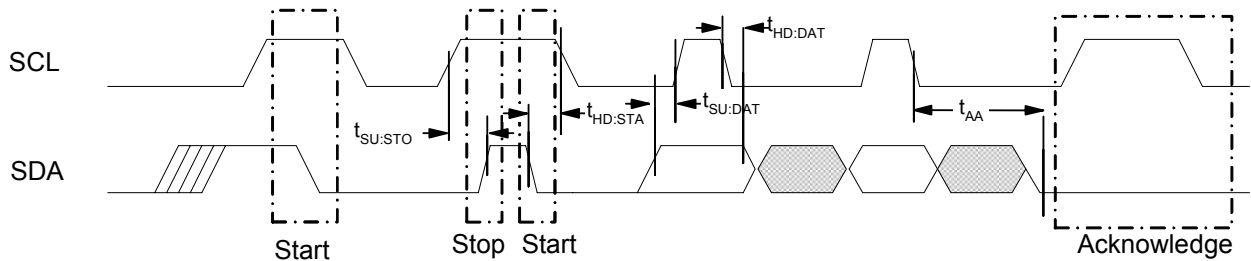 SCL
t_HD:DAT
t_HD:STA
t_SU:DAT
t_AA
t_SU:STO
SDA
Start
Stop
Start
Acknowledge